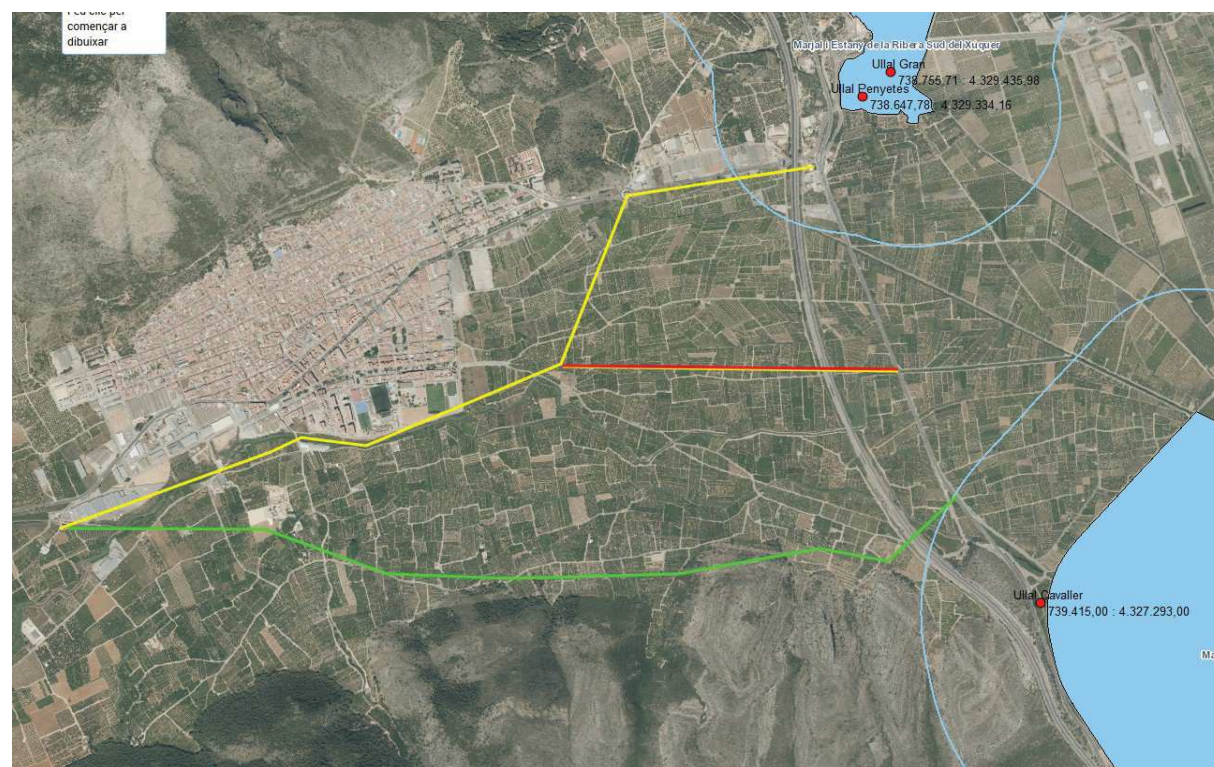 començar a
dibuixar
Marjal i Estany de la Ribera Sud del Xúquer
Ullal Gran
738.755,71 : 4.329.435,98
Ullal Penyetes
738.647,78 : 4.329.334,16
Ullal Cavaller
739.415,00 : 4.327.293,00